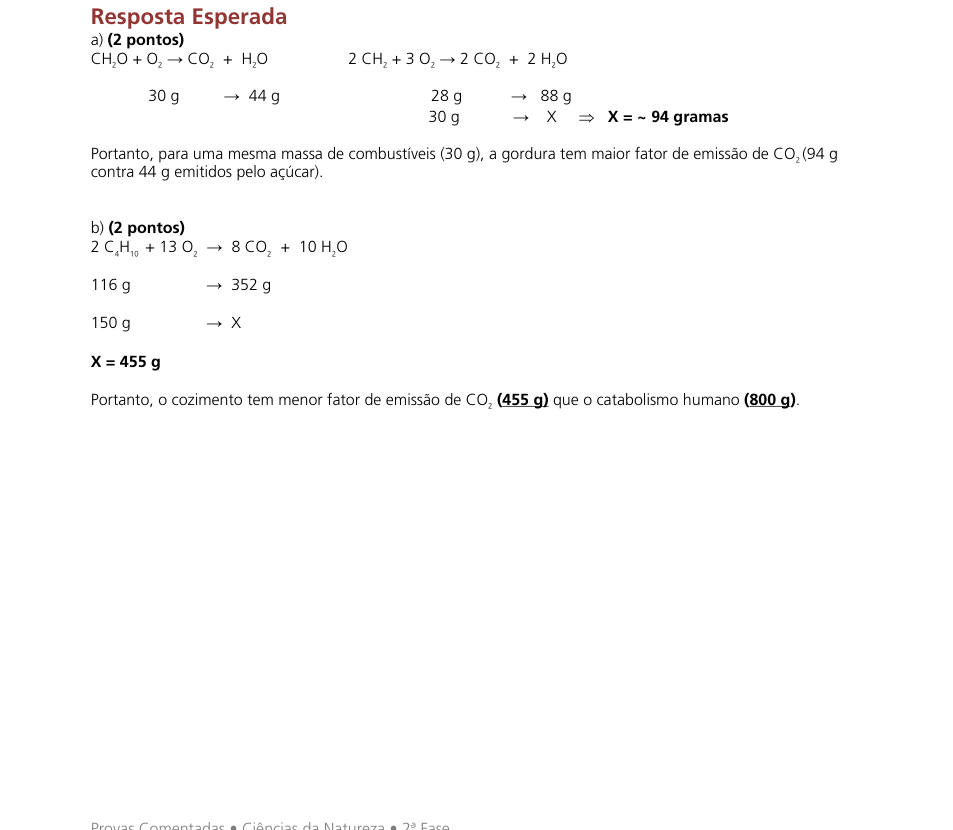 Resposta Esperada
a) (2 pontos)
CH₂O + O₂ → CO₂ + H₂O 2 CH₂ + 3 O₂ → 2 CO₂ + 2 H₂O
30 g → 44 g 28 g → 88 g
30 g → X ⇒ X = ~ 94 gramas
Portanto, para uma mesma massa de combustíveis (30 g), a gordura tem maior fator de emissão de CO₂ (94 g
contra 44 g emitidos pelo açúcar).
b) (2 pontos)
2 C₄H₁₀ + 13 O₂ → 8 CO₂ + 10 H₂O
116 g → 352 g
150 g → X
X = 455 g
Portanto, o cozimento tem menor fator de emissão de CO₂ (455 g) que o catabolismo humano (800 g).
Provas Comentadas • Ciências da Natureza • 2ª Fase